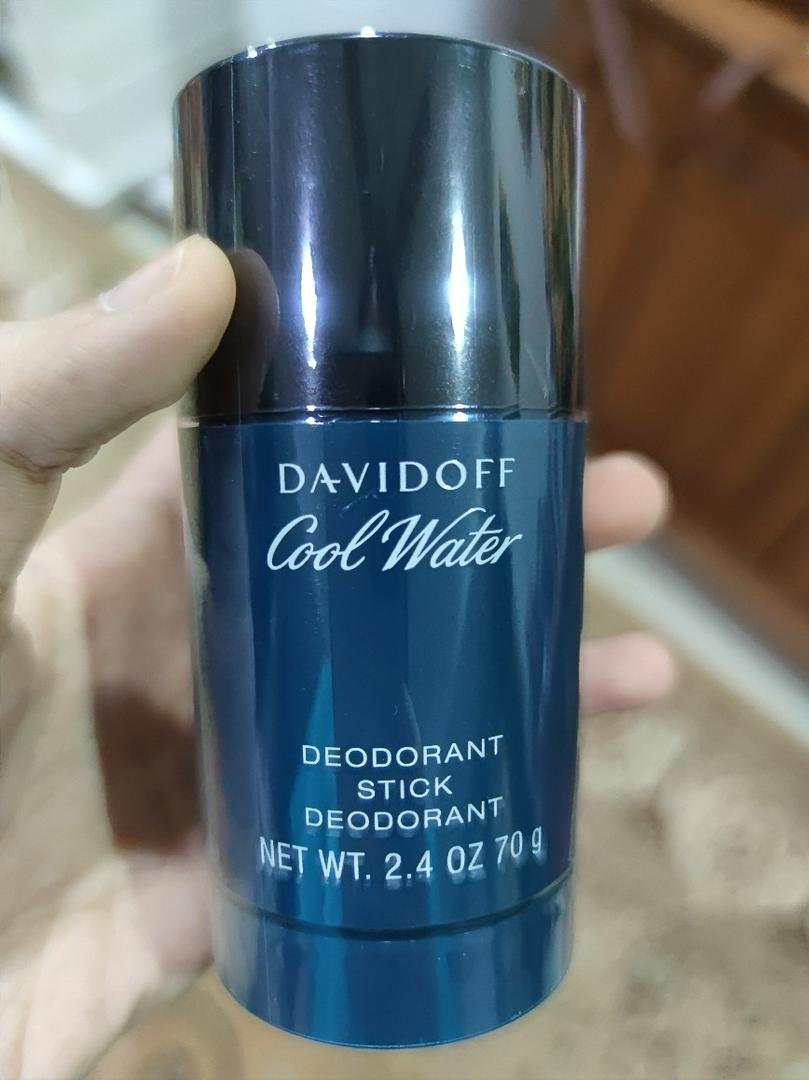 DAVIDOFF
Cool Water
DEODORANT
STICK
DEODORANT
NET WT. 2.4 OZ 70 g